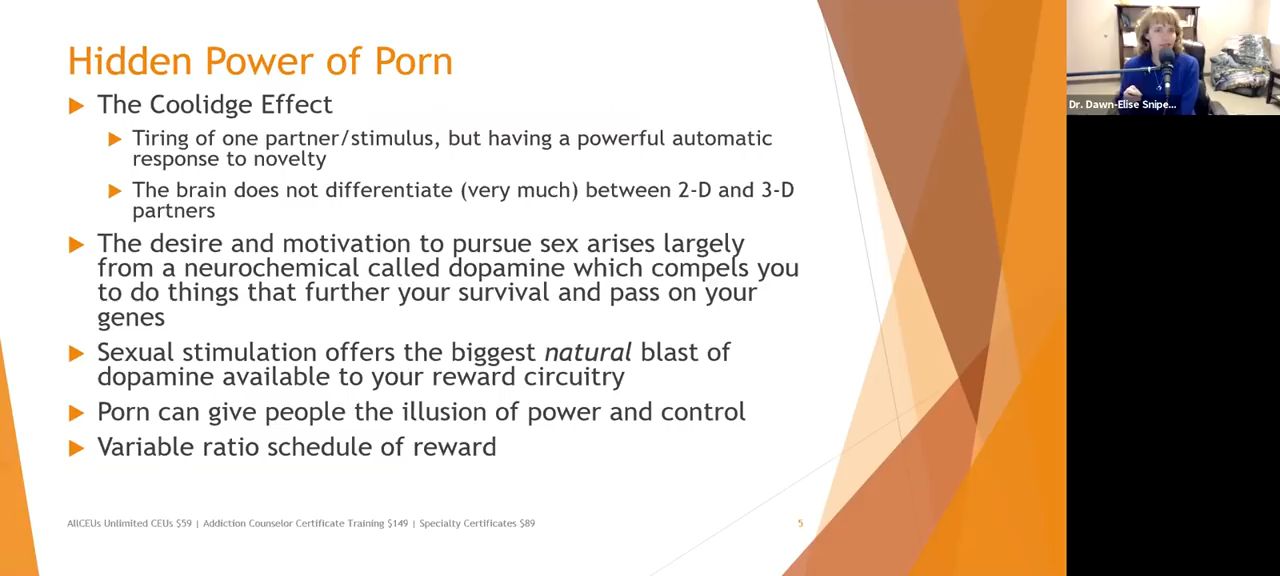 Hidden Power of Porn
The Coolidge Effect
Tiring of one partner/stimulus, but having a powerful automatic
response to novelty
The brain does not differentiate (very much) between 2-D and 3-D
partners
The desire and motivation to pursue sex arises largely
from a neurochemical called dopamine which compels you
to do things that further your survival and pass on your
genes
Sexual stimulation offers the biggest natural blast of
dopamine available to your reward circuitry
Porn can give people the illusion of power and control
Variable ratio schedule of reward
AllCEUs Unlimited CEUs $59 | Addiction Counselor Certificate Training $149 | Specialty Certificates $89
5
Dr. Dawn-Elise Snipe...